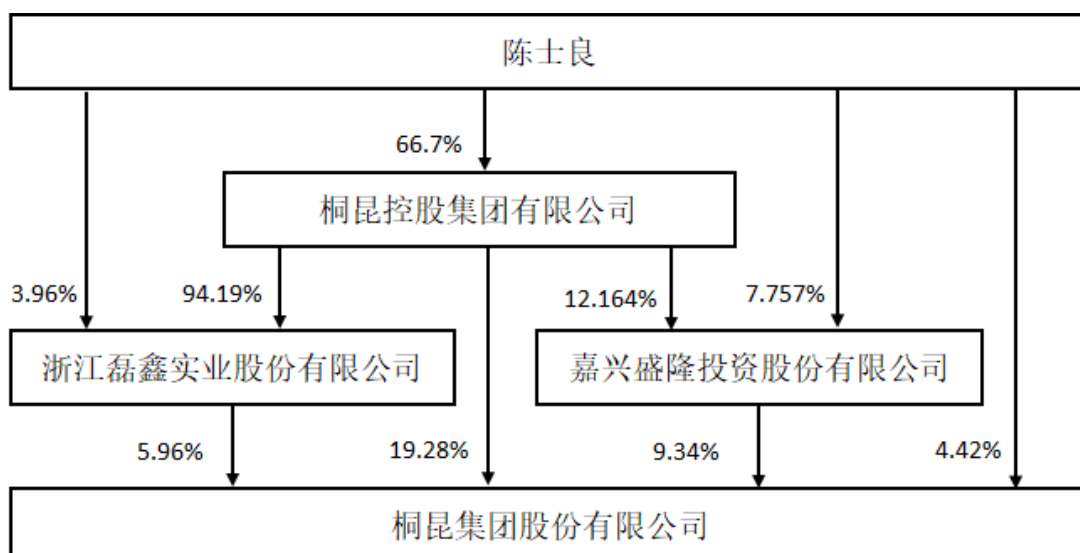 陈士良
66.7%
桐昆控股集团有限公司
3.96%
94.19%
12.164%
7.757%
浙江磊鑫实业股份有限公司
嘉兴盛隆投资股份有限公司
5.96%
19.28%
9.34%
4.42%
桐昆集团股份有限公司